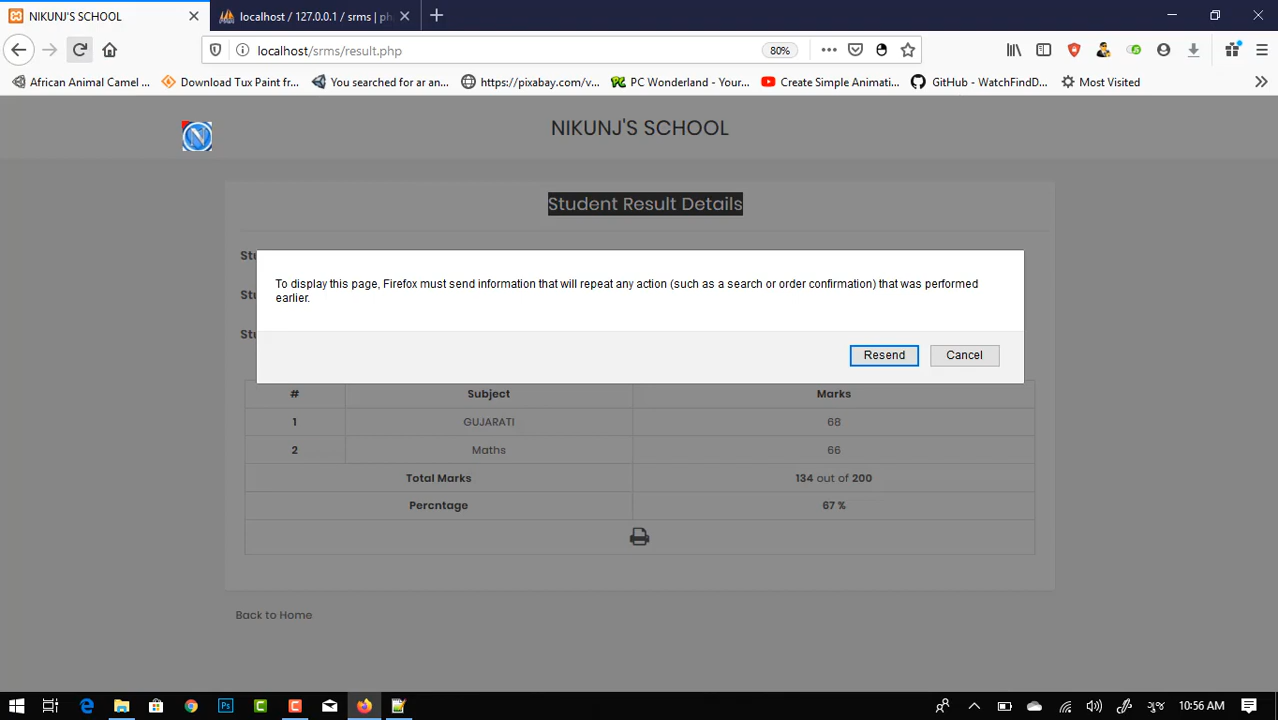 NIKUNJ'S SCHOOL
localhost / 127.0.0.1 / srms | ph
localhost/srms/result.php
80%
African Animal Camel ...
Download Tux Paint fr...
You searched for ar an...
https://pixabay.com/v...
PC Wonderland - Your...
Create Simple Animati...
GitHub - WatchFindD...
Most Visited
N
NIKUNJ'S SCHOOL
Student Result Details
Stu
Stu
Stu
To display this page, Firefox must send information that will repeat any action (such as a search or order confirmation) that was performed
earlier.
Resend
Cancel
# Subject Marks
1 GUJARATI 68
2 Maths 66
Total Marks 134 out of 200
Percntage 67 %
Back to Home
10:56 AM